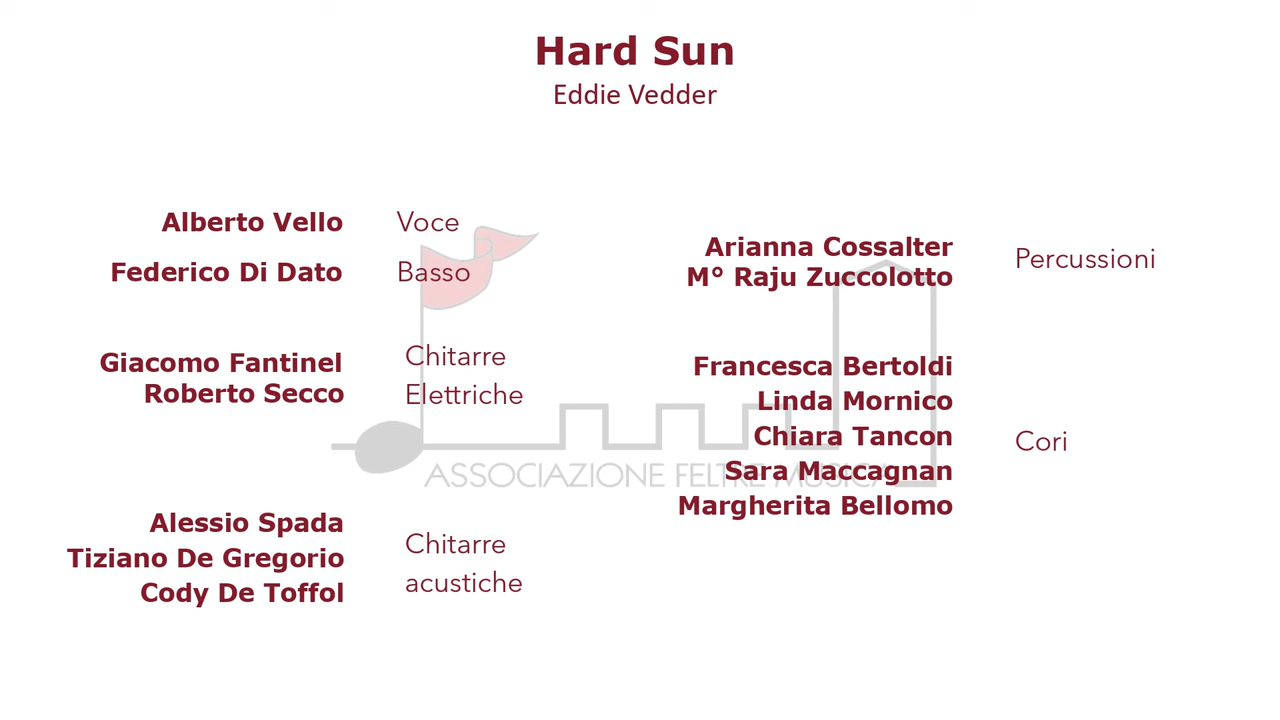 Hard Sun
Eddie Vedder
Alberto Vello Voce
Federico Di Dato Basso
Giacomo Fantinel
Roberto Secco
Chitarre
Elettriche
Alessio Spada
Tiziano De Gregorio
Cody De Toffol
Chitarre
acustiche
Arianna Cossalter
M° Raju Zuccolotto
Percussioni
Francesca Bertoldi
Linda Mornico
Chiara Tancon
Sara Maccagnan
Margherita Bellomo
Cori
ASSOCIAZIONE FELTRE MUSICA